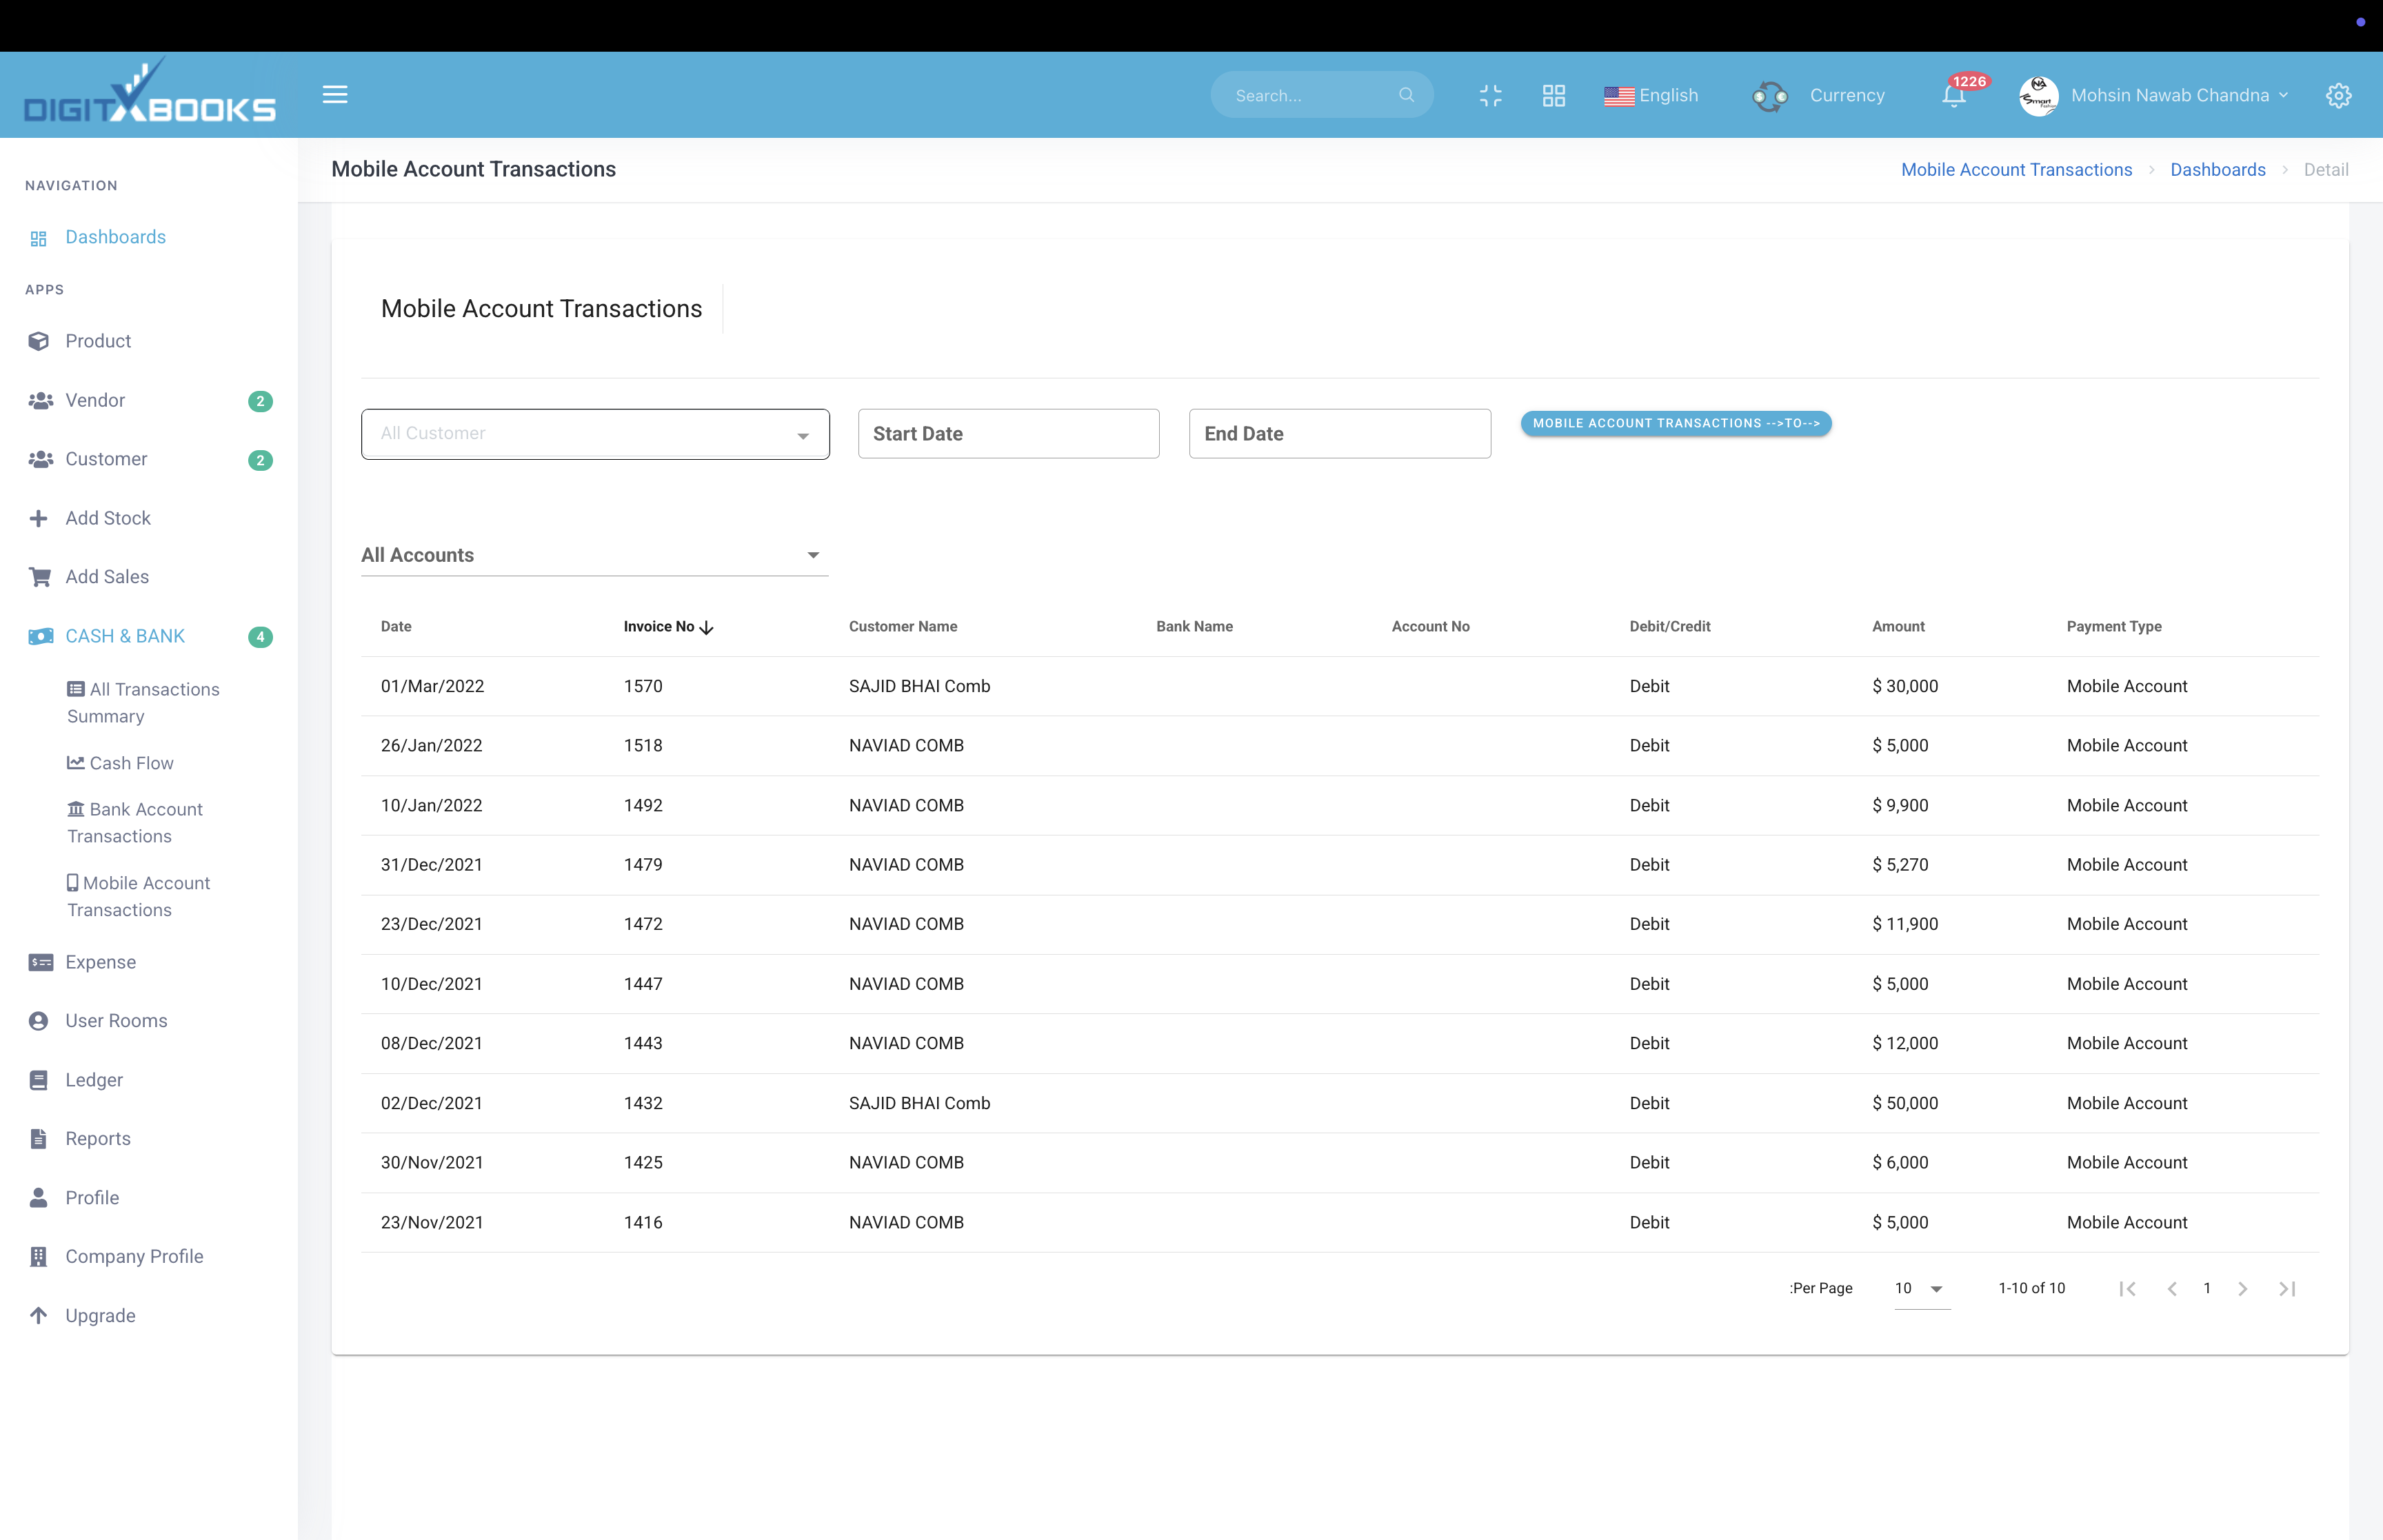 DIGITXBOOKS
Search...
English
Currency
1226
NA
Smart
Mohsin Nawab Chandna
NAVIGATION
Dashboards
APPS
Product
Vendor 2
Customer 2
Add Stock
Add Sales
CASH & BANK 4
All Transactions
Summary
Cash Flow
Bank Account
Transactions
Mobile Account
Transactions
Expense
User Rooms
Ledger
Reports
Profile
Company Profile
Upgrade
Mobile Account Transactions
Mobile Account Transactions > Dashboards > Detail
Mobile Account Transactions
All Customer
Start Date
End Date
MOBILE ACCOUNT TRANSACTIONS -->TO-->
All Accounts
Date Invoice No Customer Name Bank Name Account No Debit/Credit Amount Payment Type
01/Mar/2022 1570 SAJID BHAI Comb Debit $ 30,000 Mobile Account
26/Jan/2022 1518 NAVIAD COMB Debit $ 5,000 Mobile Account
10/Jan/2022 1492 NAVIAD COMB Debit $ 9,900 Mobile Account
31/Dec/2021 1479 NAVIAD COMB Debit $ 5,270 Mobile Account
23/Dec/2021 1472 NAVIAD COMB Debit $ 11,900 Mobile Account
10/Dec/2021 1447 NAVIAD COMB Debit $ 5,000 Mobile Account
08/Dec/2021 1443 NAVIAD COMB Debit $ 12,000 Mobile Account
02/Dec/2021 1432 SAJID BHAI Comb Debit $ 50,000 Mobile Account
30/Nov/2021 1425 NAVIAD COMB Debit $ 6,000 Mobile Account
23/Nov/2021 1416 NAVIAD COMB Debit $ 5,000 Mobile Account
:Per Page 10 1-10 of 10 1